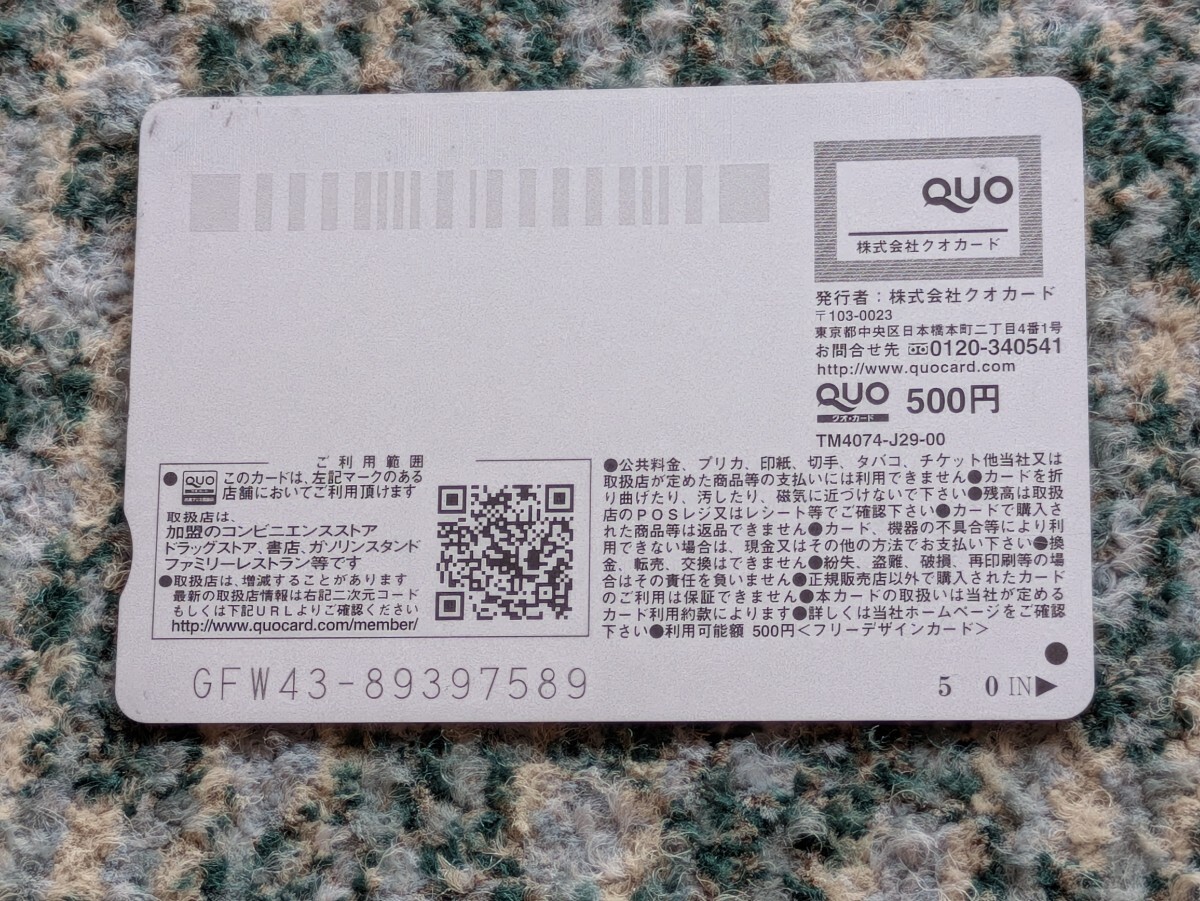 QUO
株式会社クオカード
発行者：株式会社クオカード
〒103-0023
東京都中央区日本橋本町二丁目4番1号
お問合せ先 0120-340541
http://www.quocard.com
QUO 500円
クオ・カード
TM4074-J29-00
ご利用範囲
●QUO このカードは、左記マークのある
店舗においてご利用頂けます
取扱店は、
加盟のコンビニエンスストア
ドラッグストア、書店、ガソリンスタンド
ファミリーレストラン等です
●取扱店は、増減することがあります
最新の取扱店情報は右記二次元コード
もしくは下記URLよりご確認ください
http://www.quocard.com/member/
●公共料金、プリカ、印紙、切手、タバコ、チケット他当社又は
取扱店が定めた商品等の支払いには利用できません●カードを折
り曲げたり、汚したり、磁気に近づけないで下さい●残高は取扱
店のPOSレジ又はレシート等でご確認下さい●カードで購入さ
れた商品等は返品できません●カード、機器の不具合等により利
用できない場合は、現金又はその他の方法でお支払い下さい●換
金、転売、交換はできません●紛失、盗難、破損、再印刷等の場
合はその責任を負いません●正規販売店以外で購入されたカード
のご利用は保証できません●本カードの取扱いは当社が定める
カード利用約款によります●詳しくは当社ホームページをご確認
下さい●利用可能額 500円＜フリーデザインカード＞
GFW43-89397589
5 0 IN▶